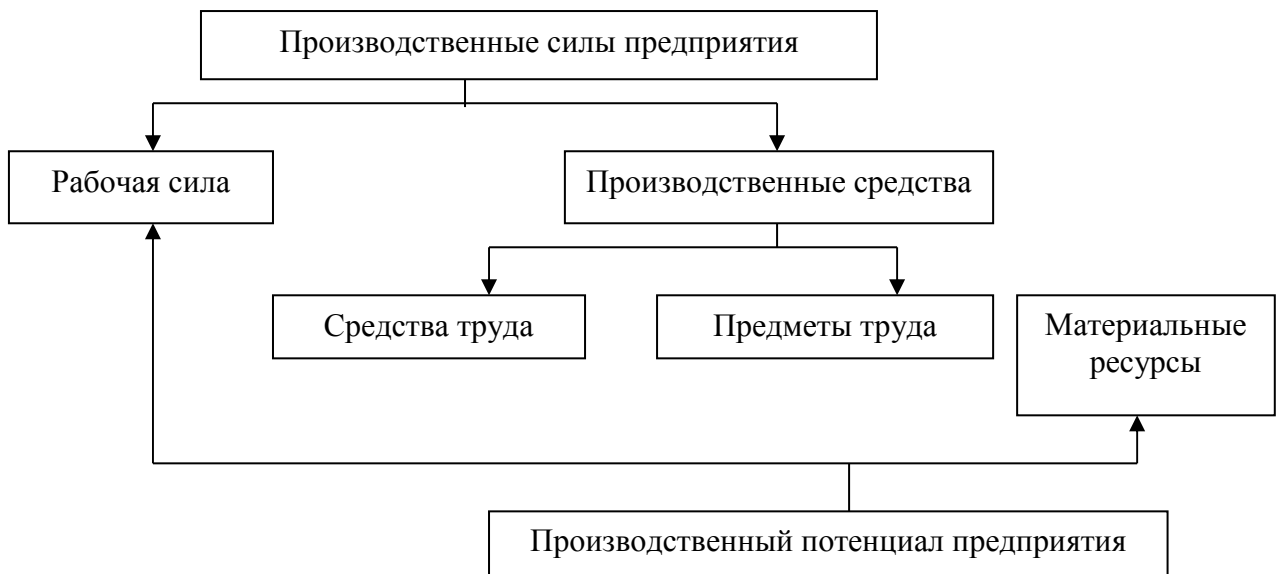 Производственные силы предприятия
Рабочая сила
Производственные средства
Средства труда
Предметы труда
Материальные
ресурсы
Производственный потенциал предприятия